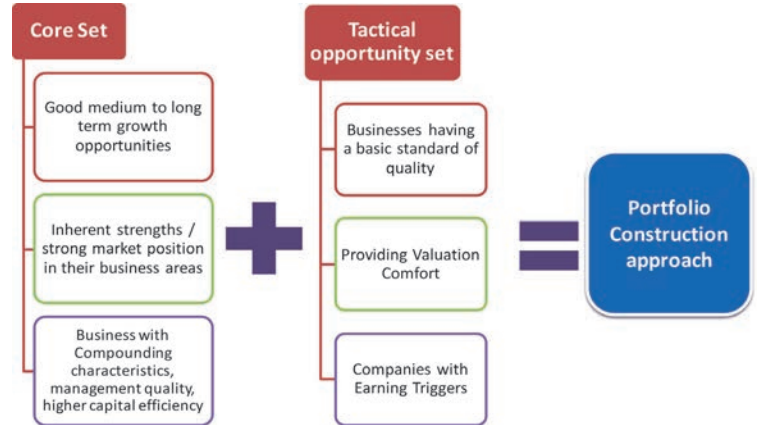 Core Set
Good medium to long
term growth
opportunities
Inherent strengths /
strong market position
in their business areas
Business with
Compounding
characteristics,
management quality,
higher capital efficiency
Tactical
opportunity set
Businesses having
a basic standard of
quality
Providing Valuation
Comfort
Companies with
Earning Triggers
Portfolio
Construction
approach